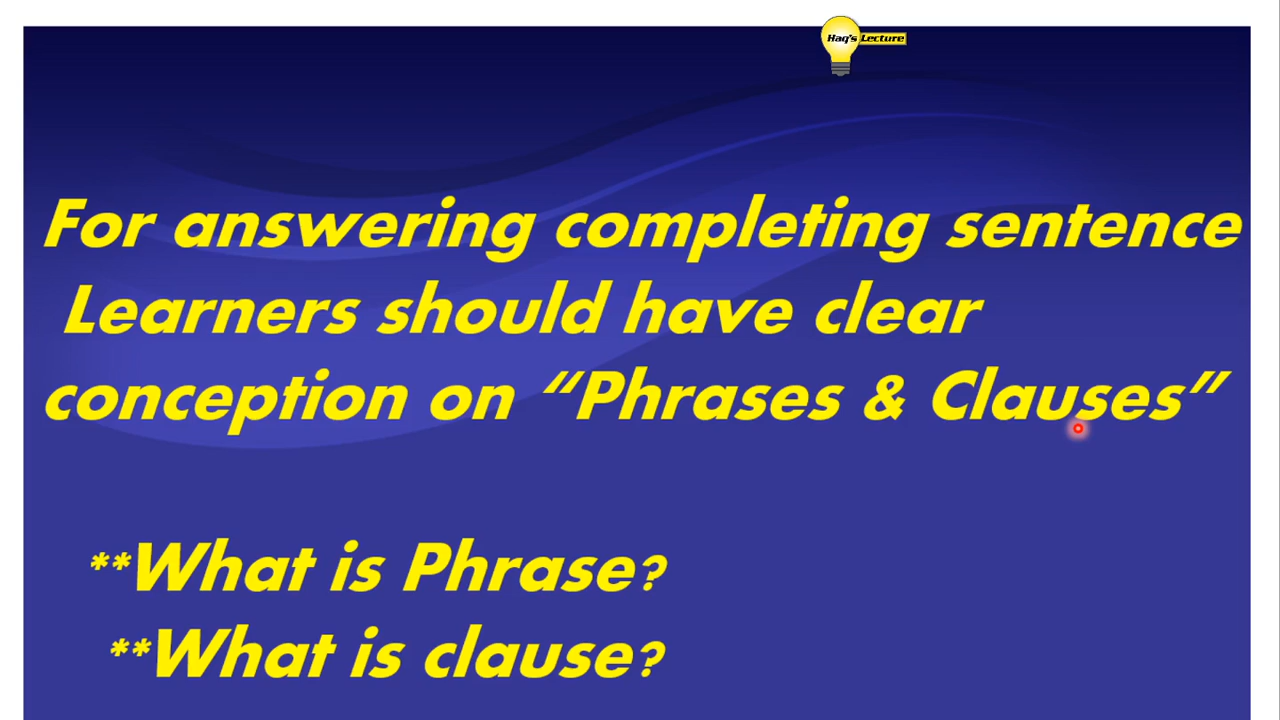 Haq's Lecture
For answering completing sentence
Learners should have clear
conception on “Phrases & Clauses”
**What is Phrase?
**What is clause?